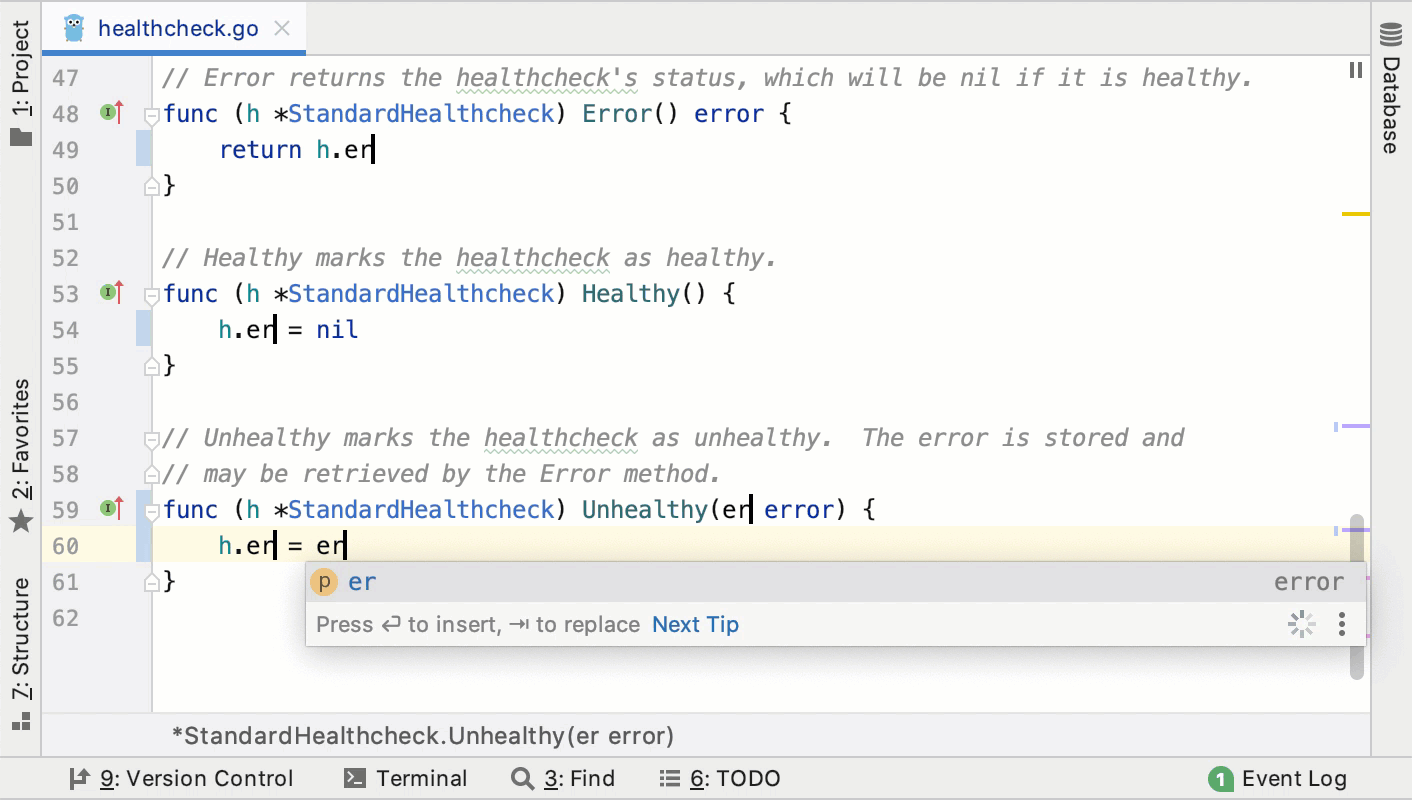 healthcheck.go
1: Project
2: Favorites
7: Structure
Database
47 // Error returns the healthcheck's status, which will be nil if it is healthy.
48 func (h *StandardHealthcheck) Error() error {
49 return h.er
50 }
51
52 // Healthy marks the healthcheck as healthy.
53 func (h *StandardHealthcheck) Healthy() {
54 h.er = nil
55 }
56
57 // Unhealthy marks the healthcheck as unhealthy.  The error is stored and
58 // may be retrieved by the Error method.
59 func (h *StandardHealthcheck) Unhealthy(er error) {
60 h.er = er
61 }
62
p er error
Press ↩ to insert, ⇥ to replace Next Tip
*StandardHealthcheck.Unhealthy(er error)
9: Version Control Terminal 3: Find 6: TODO 1 Event Log